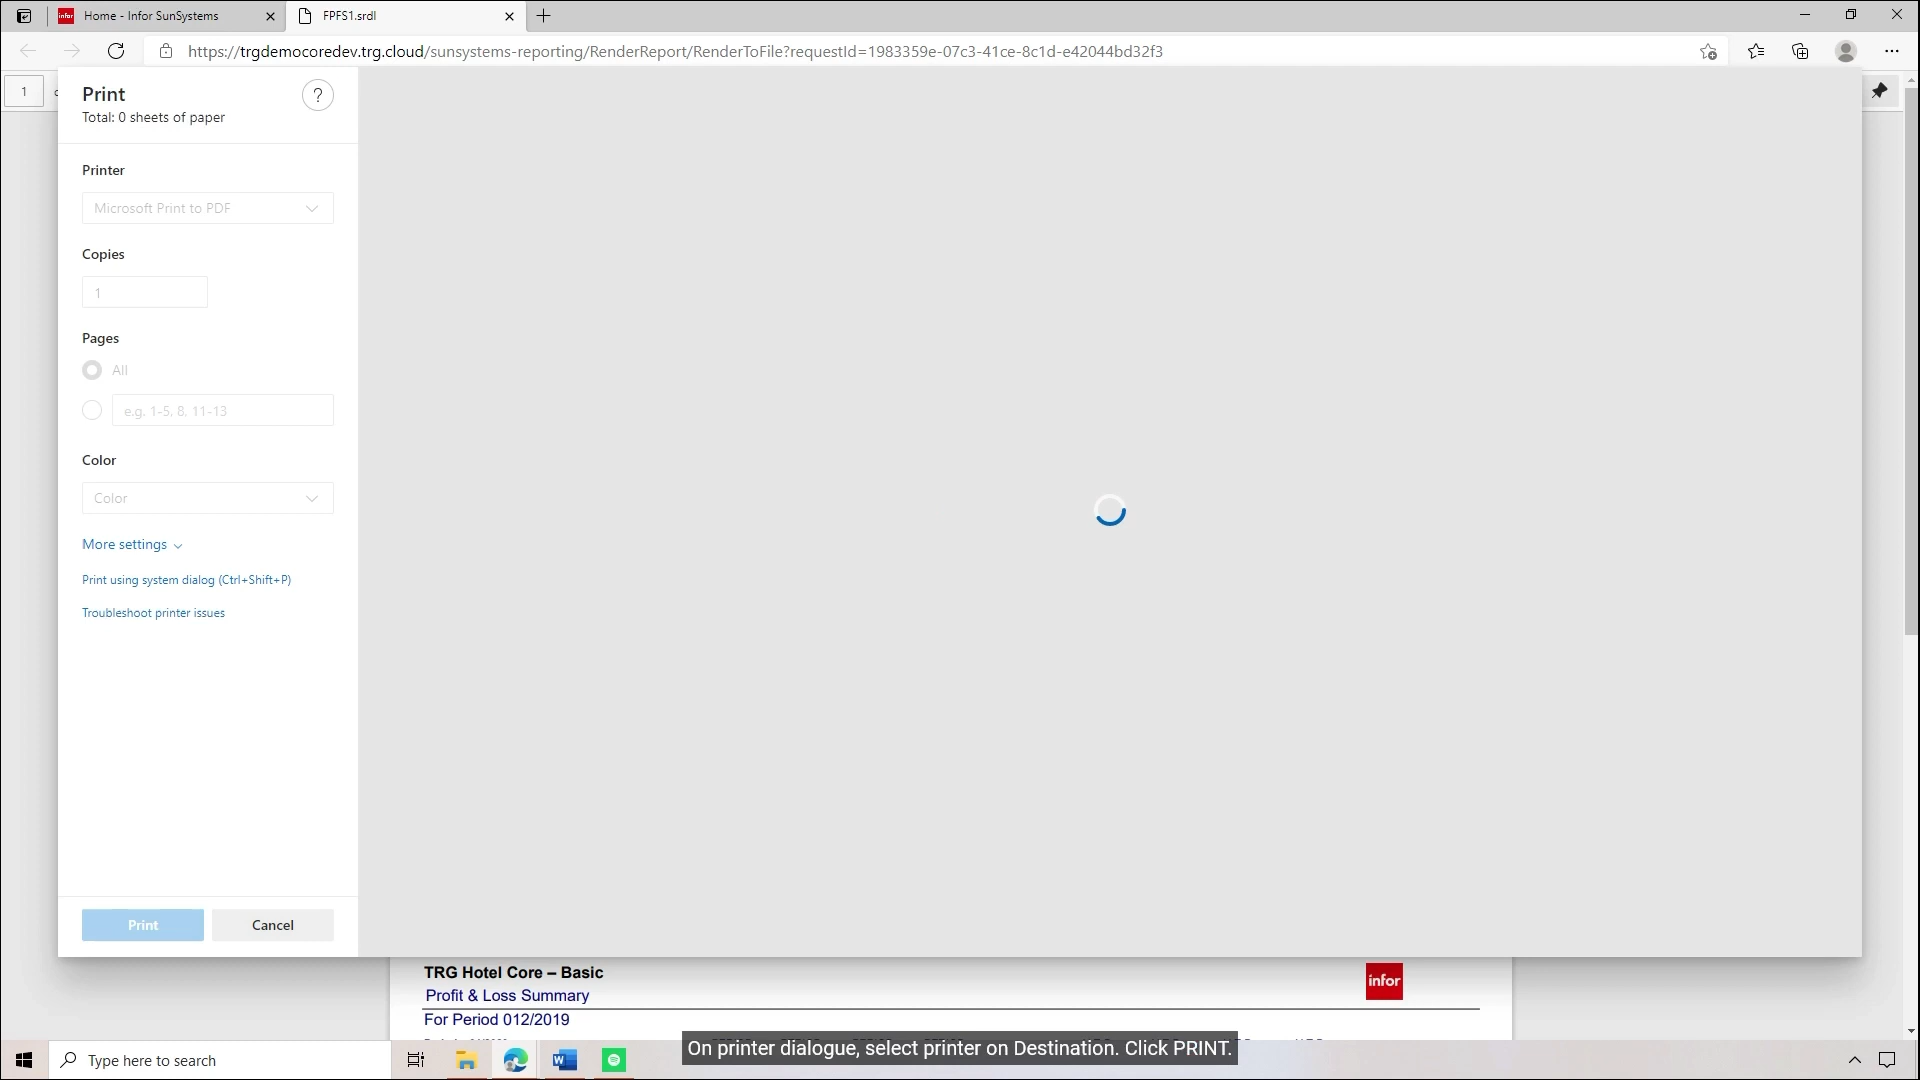 infor Home - Infor SunSystems
FPFS1.srdl
https://trgdemocoredev.trg.cloud/sunsystems-reporting/RenderReport/RenderToFile?requestId=1983359e-07c3-41ce-8c1d-e42044bd32f3
1
Print
?
Total: 0 sheets of paper
Printer
Microsoft Print to PDF
Copies
1
Pages
All
e.g. 1-5, 8, 11-13
Color
Color
More settings
Print using system dialog (Ctrl+Shift+P)
Troubleshoot printer issues
Print
Cancel
TRG Hotel Core – Basic
infor
Profit & Loss Summary
For Period 012/2019
On printer dialogue, select printer on Destination. Click PRINT.
Type here to search